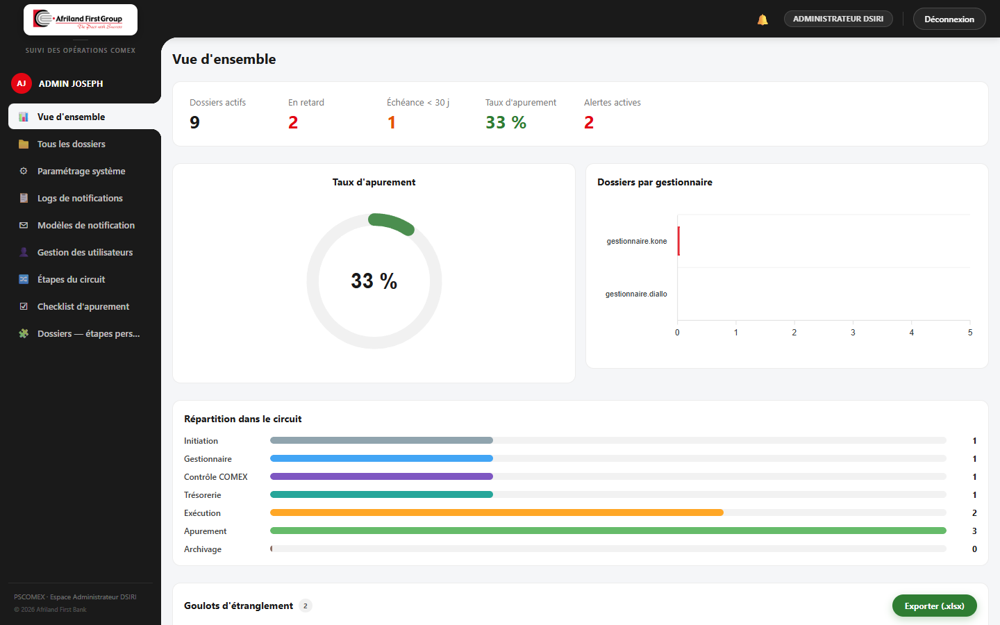 Afriland First Group
The Pace with Success
SUIVI DES OPÉRATIONS COMEX
ADMINISTRATEUR DSIRI
Déconnexion
AJ
ADMIN JOSEPH
Vue d'ensemble
Tous les dossiers
Paramétrage système
Logs de notifications
Modèles de notification
Gestion des utilisateurs
Étapes du circuit
Checklist d'apurement
Dossiers — étapes pers...
PSCOMEX · Espace Administrateur DSIRI
© 2026 Afriland First Bank
Vue d'ensemble
Dossiers actifs
9
En retard
2
Échéance < 30 j
1
Taux d'apurement
33 %
Alertes actives
2
Taux d'apurement
33 %
Dossiers par gestionnaire
gestionnaire.kone
gestionnaire.diallo
0 1 2 3 4 5
Répartition dans le circuit
Initiation 1
Gestionnaire 1
Contrôle COMEX 1
Trésorerie 1
Exécution 2
Apurement 3
Archivage 0
Goulots d'étranglement 2
Exporter (.xlsx)